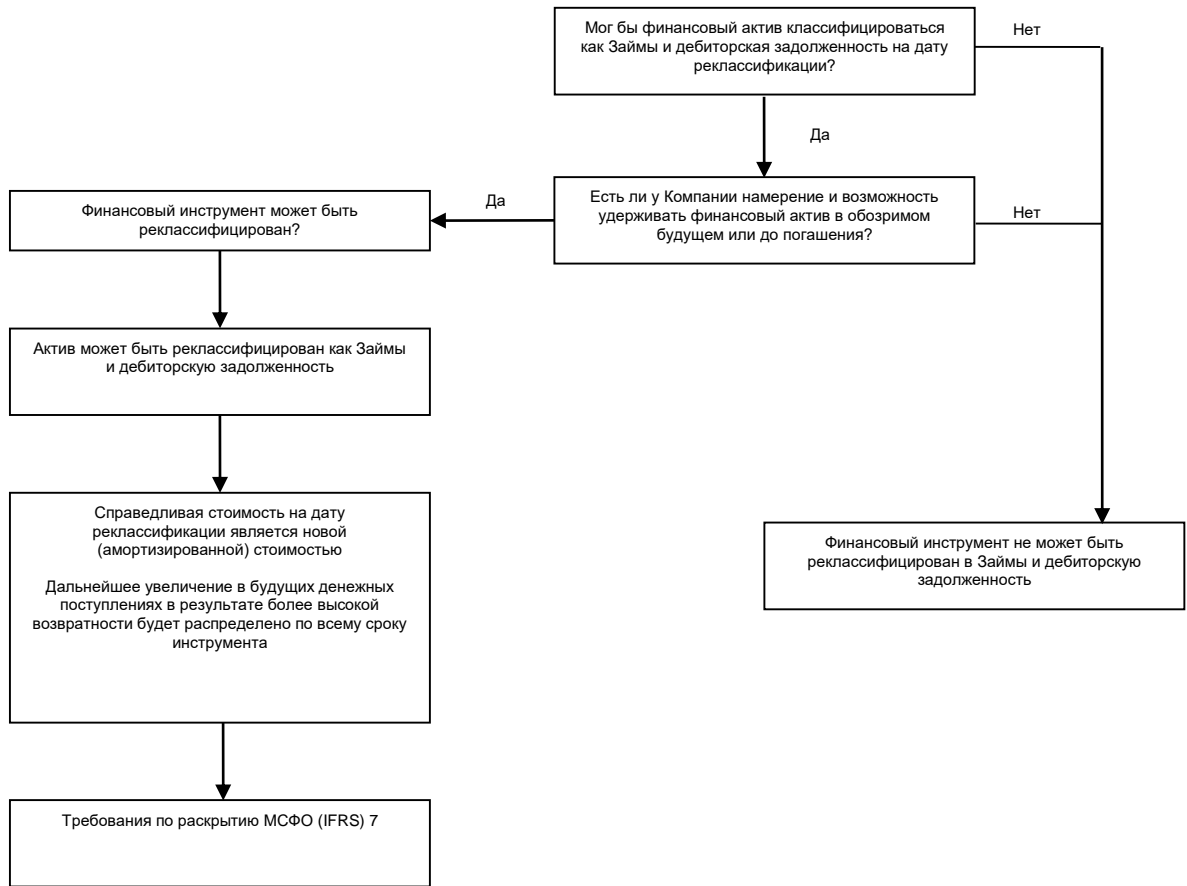 Мог бы финансовый актив классифицироваться
как Займы и дебиторская задолженность на дату
реклассификации?
Нет
Да
Есть ли у Компании намерение и возможность
удерживать финансовый актив в обозримом
будущем или до погашения?
Нет
Да
Финансовый инструмент может быть
реклассифицирован?
Актив может быть реклассифицирован как Займы
и дебиторскую задолженность
Справедливая стоимость на дату
реклассификации является новой
(амортизированной) стоимостью
Дальнейшее увеличение в будущих денежных
поступлениях в результате более высокой
возвратности будет распределено по всему сроку
инструмента
Финансовый инструмент не может быть
реклассифицирован в Займы и дебиторскую
задолженность
Требования по раскрытию МСФО (IFRS) 7